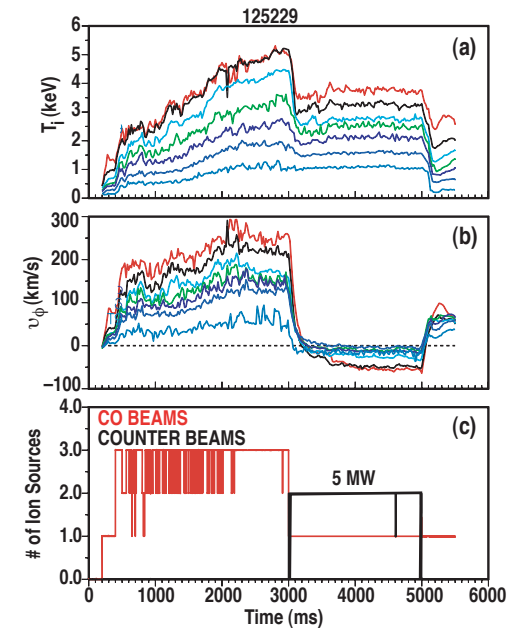 125229
(a)
6
5
4
3
2
1
0
Ti (keV)
(b)
300
200
100
0
−100
υϕ (km/s)
(c)
CO BEAMS
COUNTER BEAMS
5 MW
4.0
3.0
2.0
1.0
0.0
# of Ion Sources
0 1000 2000 3000 4000 5000 6000
Time (ms)